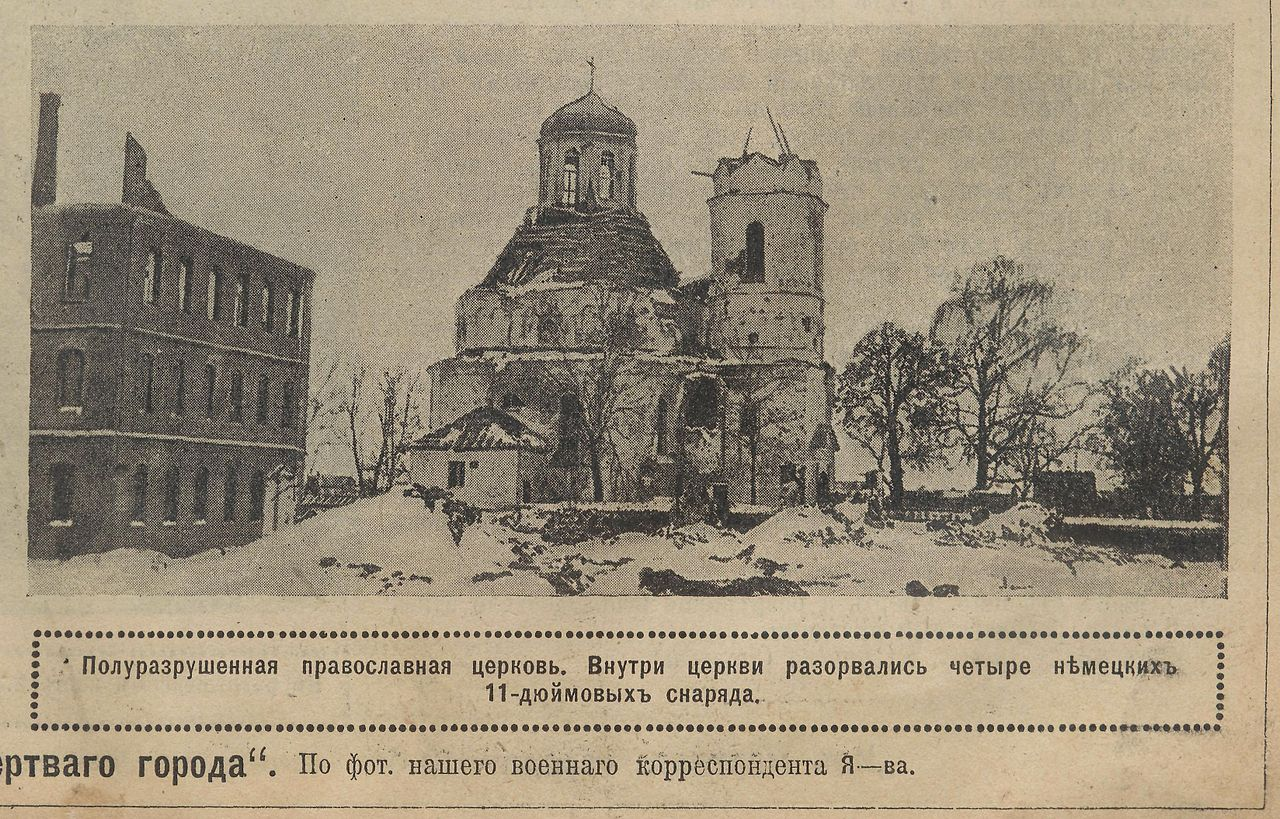 Полуразрушенная православная церковь. Внутри церкви разорвались четыре нѣмецкихъ
11-дюймовыхъ снаряда.
ертваго города“. По фот. нашего военнаго корреспондента Я—ва.